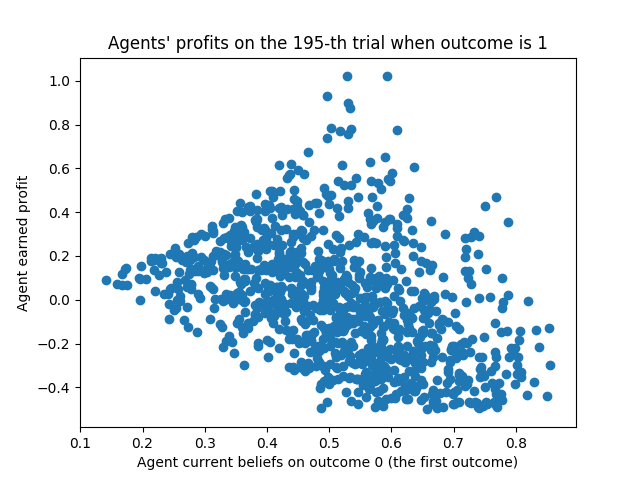 Agents' profits on the 195-th trial when outcome is 1
Agent earned profit
1.0
0.8
0.6
0.4
0.2
0.0
−0.2
−0.4
0.1 0.2 0.3 0.4 0.5 0.6 0.7 0.8
Agent current beliefs on outcome 0 (the first outcome)